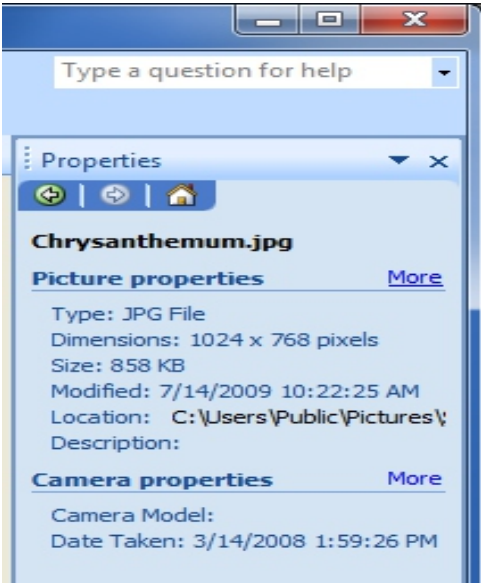 Type a question for help
Properties
Chrysanthemum.jpg
Picture properties More
Type: JPG File
Dimensions: 1024 x 768 pixels
Size: 858 KB
Modified: 7/14/2009 10:22:25 AM
Location: C:\Users\Public\Pictures\
Description:
Camera properties More
Camera Model:
Date Taken: 3/14/2008 1:59:26 PM